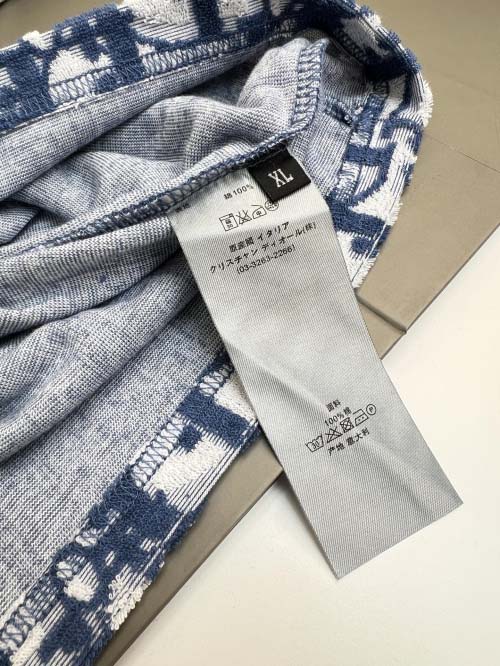 XL
綿 100%
原産国 イタリア
クリスチャン ディオール(株)
(03-3263-2266)
面料
100% 棉
产地 意大利